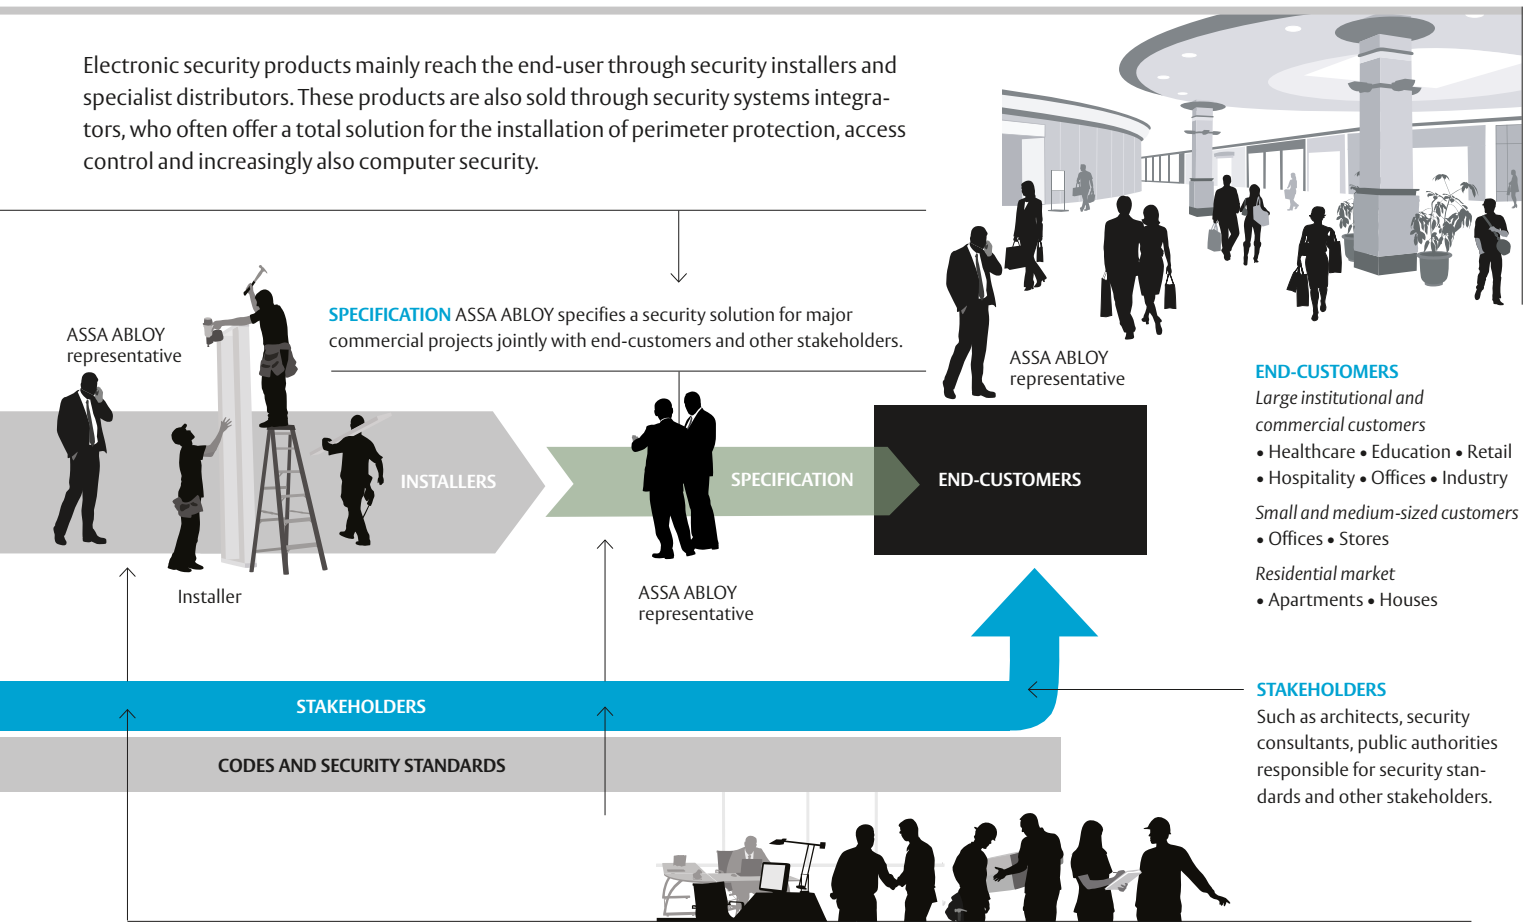 Electronic security products mainly reach the end-user through security installers and
specialist distributors. These products are also sold through security systems integra-
tors, who often offer a total solution for the installation of perimeter protection, access
control and increasingly also computer security.
SPECIFICATION ASSA ABLOY specifies a security solution for major
commercial projects jointly with end-customers and other stakeholders.
ASSA ABLOY
representative
ASSA ABLOY
representative
INSTALLERS
SPECIFICATION
END-CUSTOMERS
Installer
ASSA ABLOY
representative
END-CUSTOMERS
Large institutional and
commercial customers
• Healthcare • Education • Retail
• Hospitality • Offices • Industry
Small and medium-sized customers
• Offices • Stores
Residential market
• Apartments • Houses
STAKEHOLDERS
CODES AND SECURITY STANDARDS
STAKEHOLDERS
Such as architects, security
consultants, public authorities
responsible for security stan-
dards and other stakeholders.